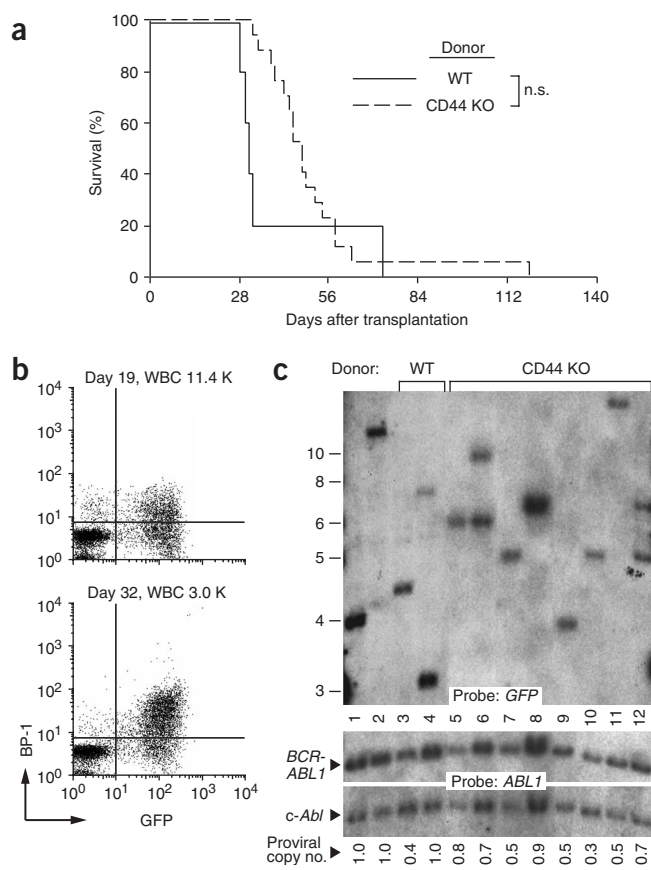 a
Donor
WT
CD44 KO
n.s.
Survival (%)
100
80
60
40
20
0
0 28 56 84 112 140
Days after transplantation
b
Day 19, WBC 11.4 K
10⁴
10³
10²
10¹
10⁰
Day 32, WBC 3.0 K
10⁴
10³
10²
10¹
10⁰
10⁰ 10¹ 10² 10³ 10⁴
BP-1
GFP
c
Donor: WT CD44 KO
10
8
6
5
4
3
Probe: GFP
1 2 3 4 5 6 7 8 9 10 11 12
BCR-
ABL1
Probe: ABL1
c-Abl
Proviral
copy no.
1.0 1.0 0.4 1.0 0.8 0.7 0.5 0.9 0.5 0.3 0.5 0.7